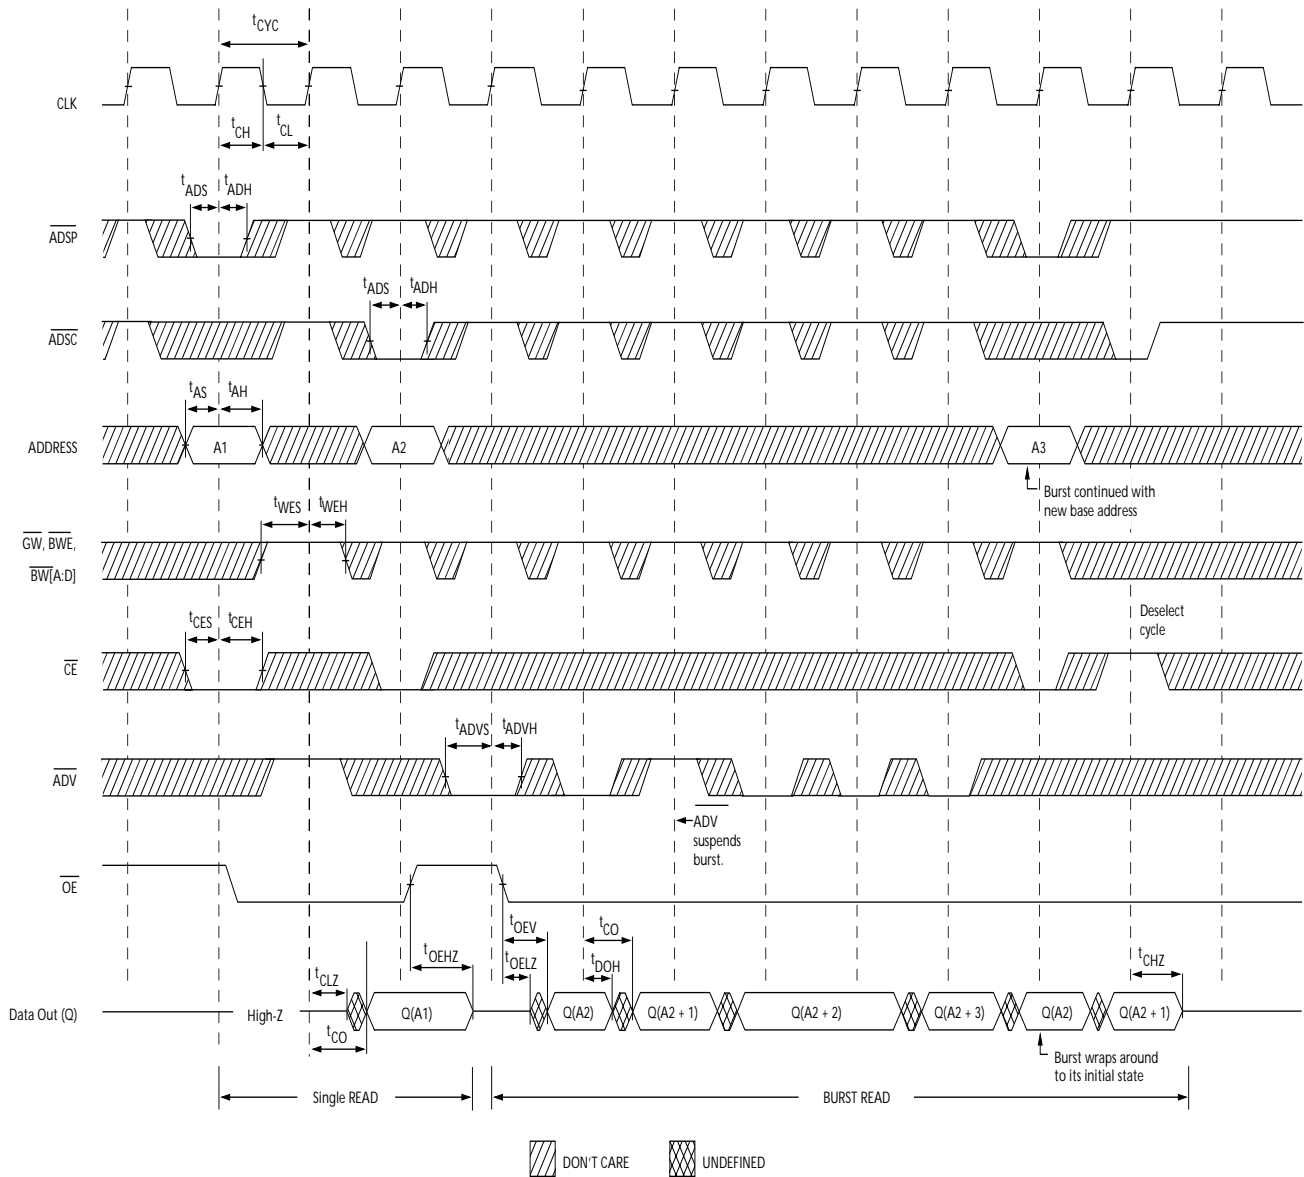 tCYC
CLK
tCH
tCL
tADS
tADH
ADSP
tADS
tADH
ADSC
tAS
tAH
ADDRESS
A1
A2
A3
Burst continued with
new base address
tWES
tWEH
GW, BWE,
BW[A:D]
Deselect
cycle
tCES
tCEH
CE
tADVS
tADVH
ADV
ADV
suspends
burst.
OE
tOEV
tCO
tOEHZ
tOELZ
tDOH
tCHZ
tCLZ
Data Out (Q)
High-Z
Q(A1)
Q(A2)
Q(A2 + 1)
Q(A2 + 2)
Q(A2 + 3)
Q(A2)
Q(A2 + 1)
tCO
Burst wraps around
to its initial state
Single READ
BURST READ
DON'T CARE
UNDEFINED